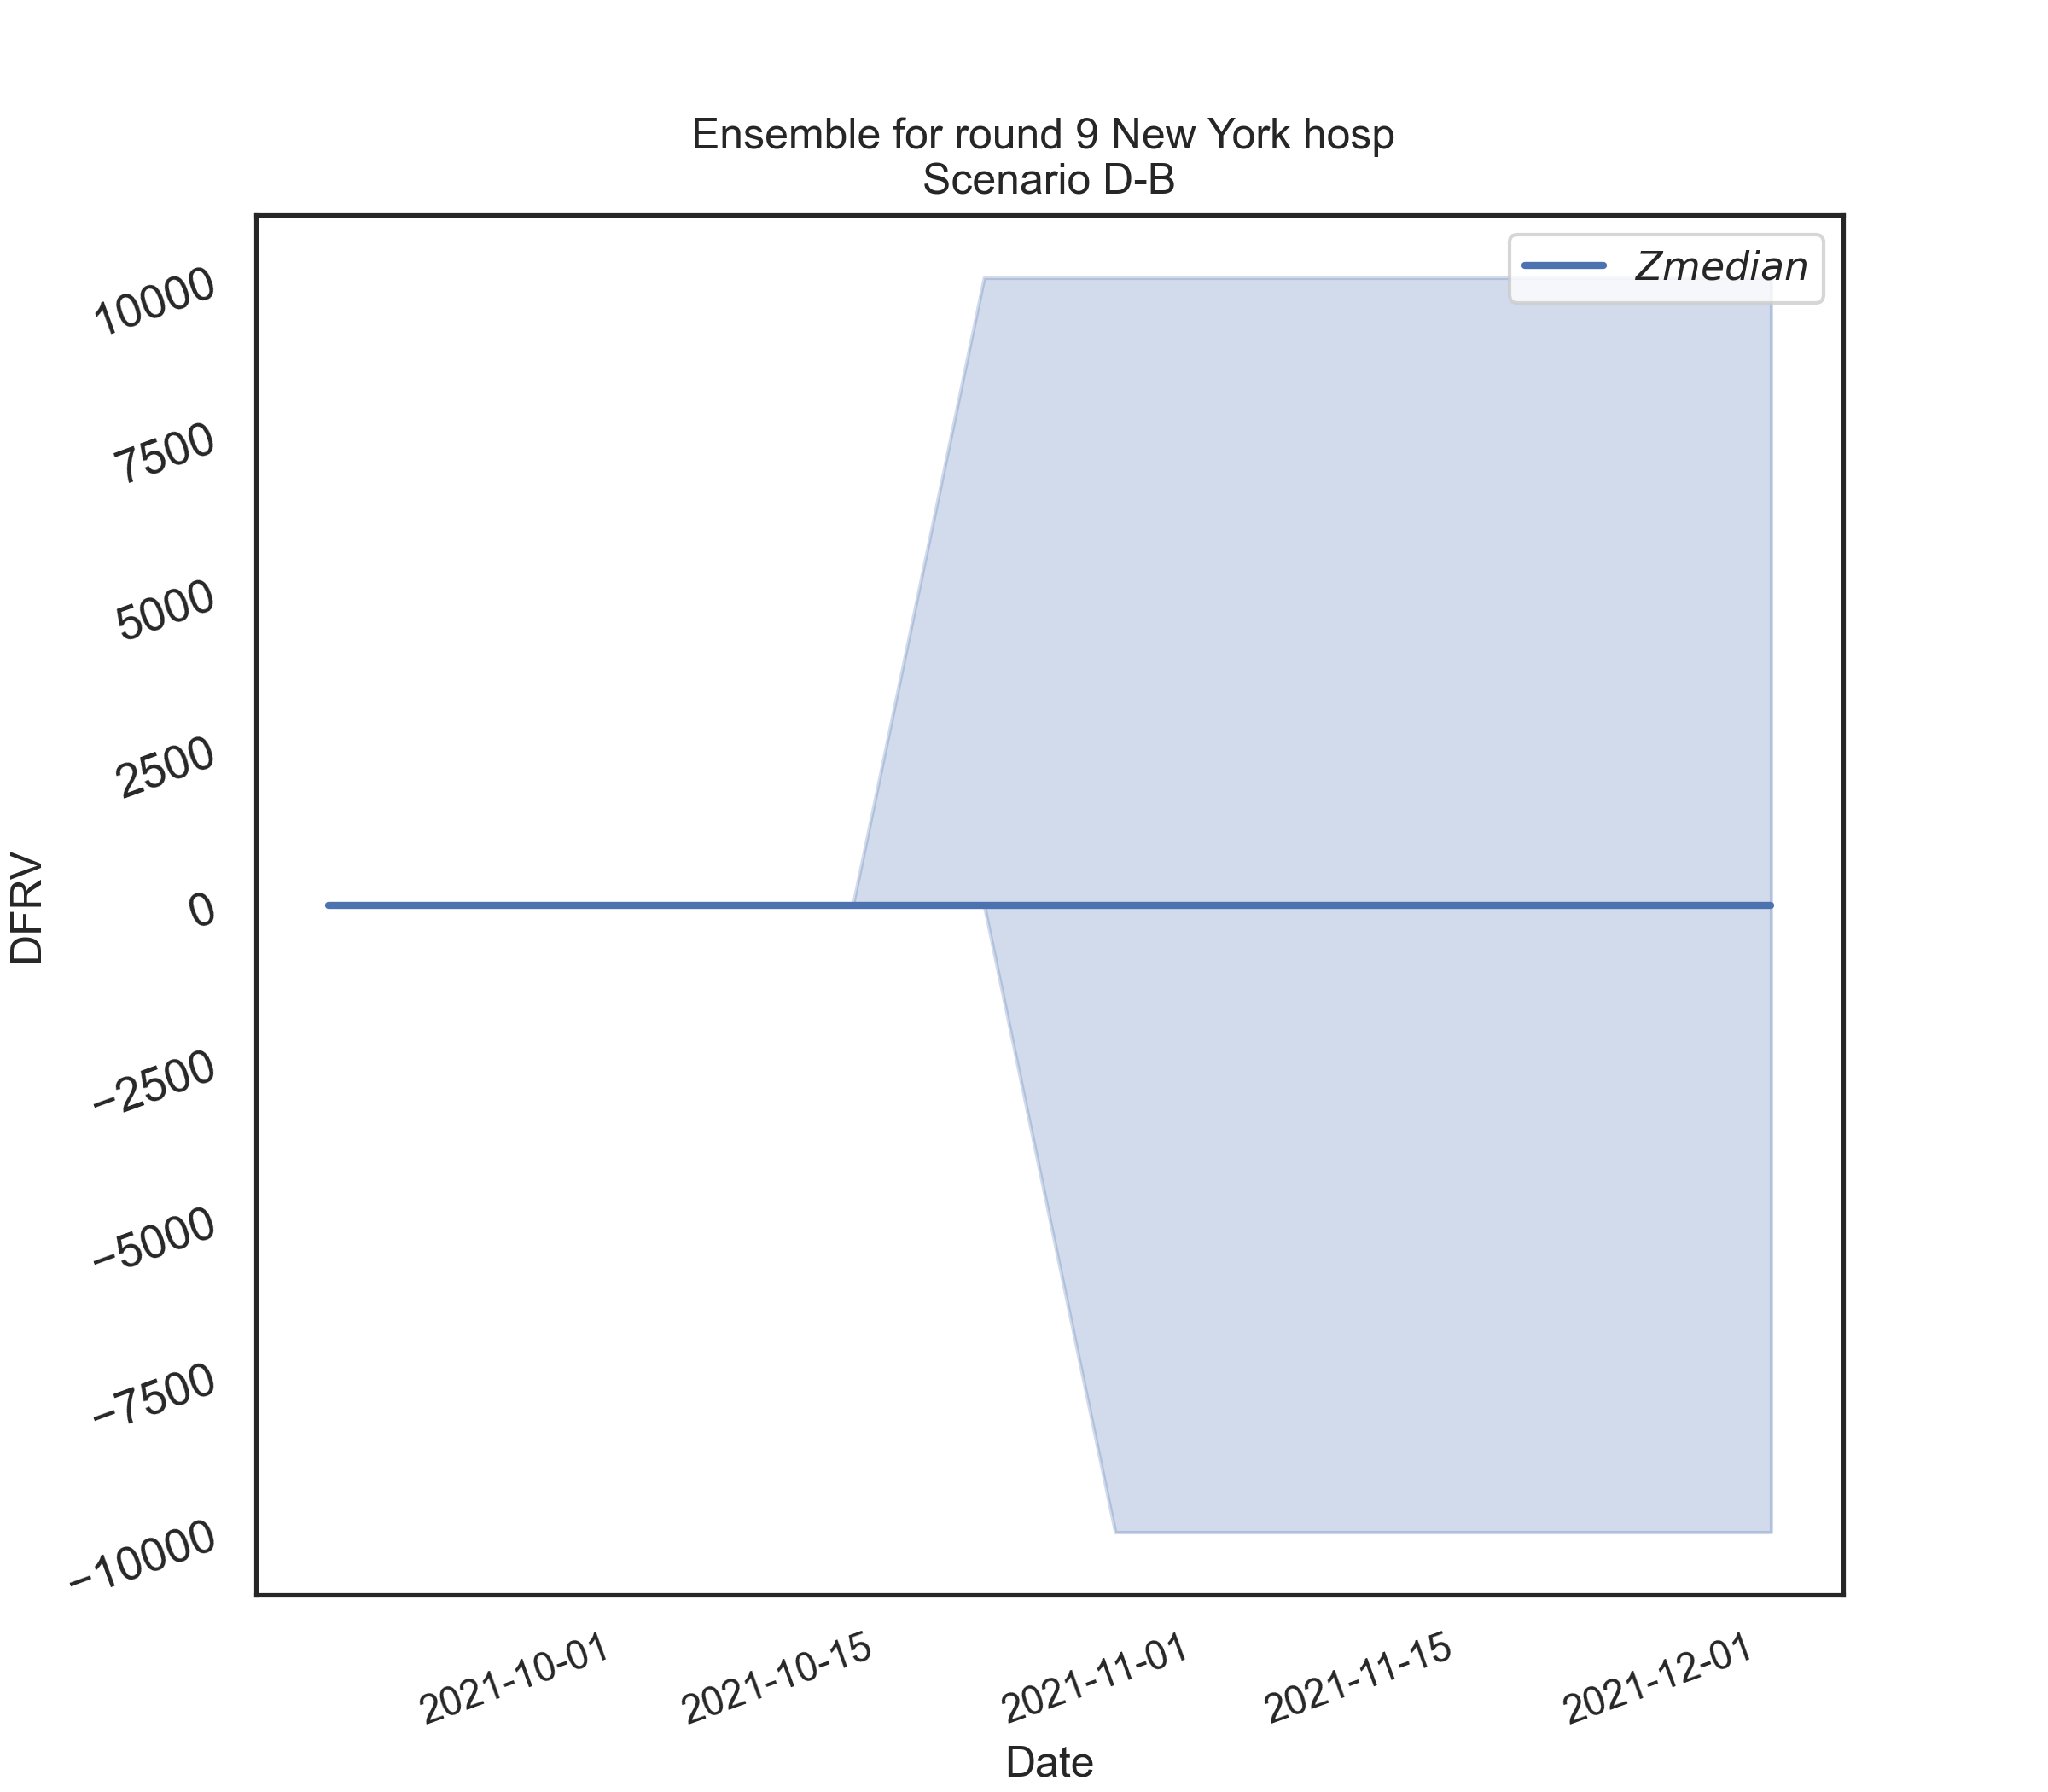 Ensemble for round 9 New York hosp
Scenario D-B
Zmedian
10000
7500
5000
2500
0
−2500
−5000
−7500
−10000
DFRV
2021-10-01
2021-10-15
2021-11-01
2021-11-15
2021-12-01
Date